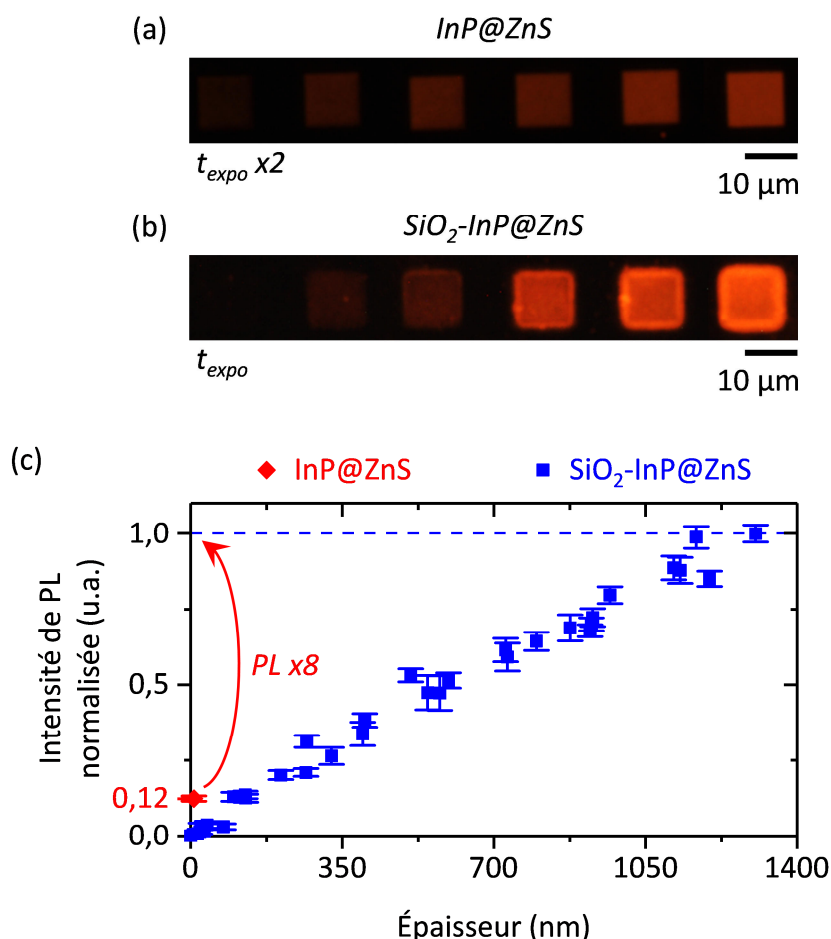 (a) InP@ZnS
t_expo x2
10 µm
(b) SiO₂-InP@ZnS
t_expo
10 µm
(c)
InP@ZnS SiO₂-InP@ZnS
Intensité de PL
normalisée (u.a.)
1,0
0,5
0,12
0,0
PL x8
0 350 700 1050 1400
Épaisseur (nm)